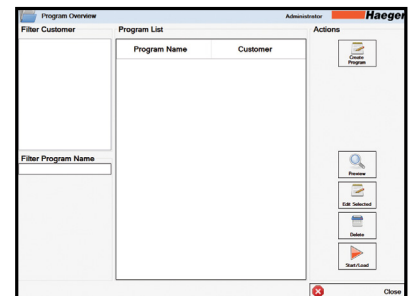 Program Overview
Administrator
Haeger
Filter Customer
Program List
Actions
Program Name
Customer
Create
Program
Filter Program Name
Preview
Edit Selected
Delete
Start/Load
Close